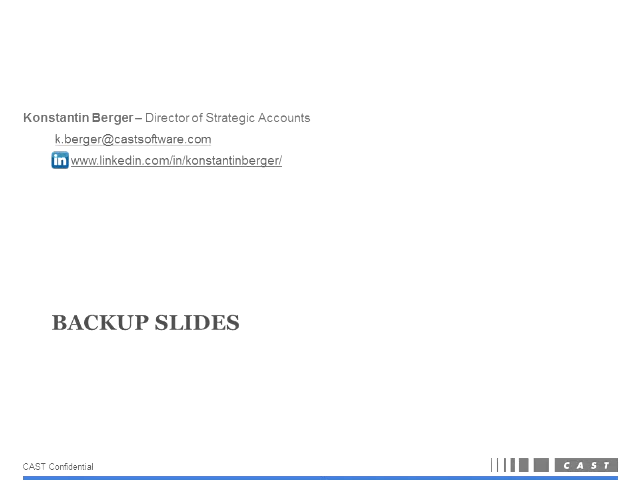 Konstantin Berger – Director of Strategic Accounts
k.berger@castsoftware.com
in www.linkedin.com/in/konstantinberger/
BACKUP SLIDES
CAST Confidential
CAST